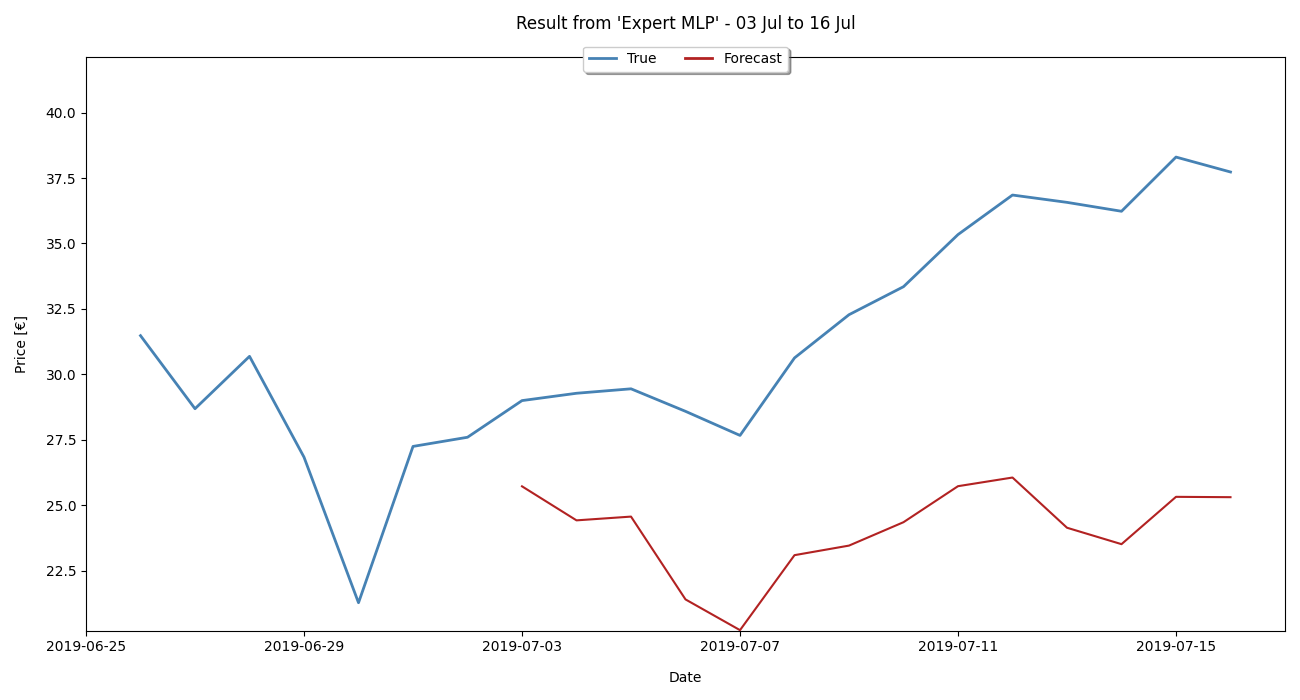 Result from 'Expert MLP' - 03 Jul to 16 Jul
True Forecast
40.0
37.5
35.0
32.5
30.0
27.5
25.0
22.5
Price [€]
2019-06-25 2019-06-29 2019-07-03 2019-07-07 2019-07-11 2019-07-15
Date